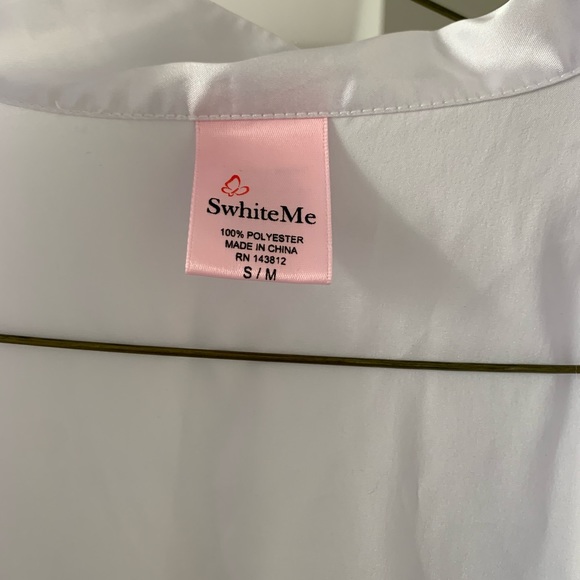 SwhiteMe
100% POLYESTER
MADE IN CHINA
RN 143812
S / M